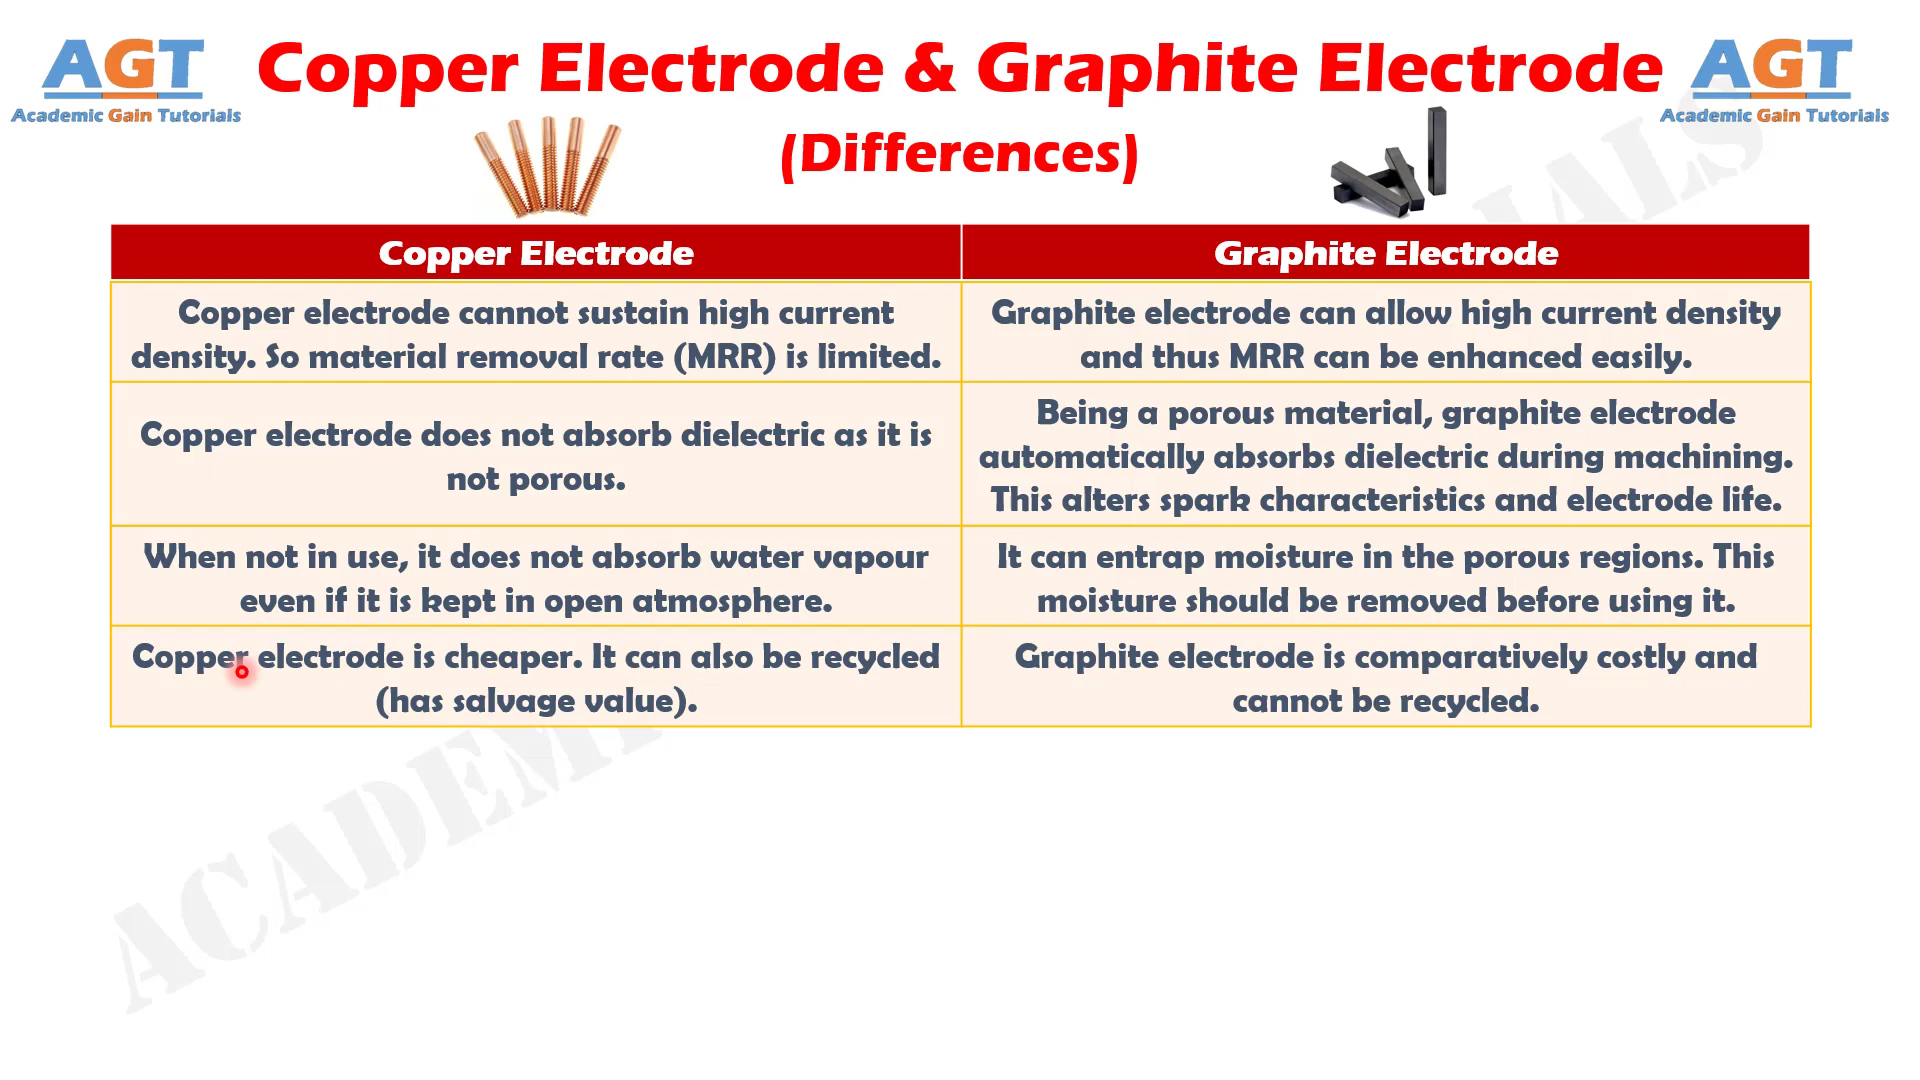 AGT
Academic Gain Tutorials
Copper Electrode & Graphite Electrode
(Differences)
AGT
Academic Gain Tutorials
Copper Electrode
Graphite Electrode
Copper electrode cannot sustain high current
density. So material removal rate (MRR) is limited.
Graphite electrode can allow high current density
and thus MRR can be enhanced easily.
Copper electrode does not absorb dielectric as it is
not porous.
Being a porous material, graphite electrode
automatically absorbs dielectric during machining.
This alters spark characteristics and electrode life.
When not in use, it does not absorb water vapour
even if it is kept in open atmosphere.
It can entrap moisture in the porous regions. This
moisture should be removed before using it.
Copper electrode is cheaper. It can also be recycled
(has salvage value).
Graphite electrode is comparatively costly and
cannot be recycled.